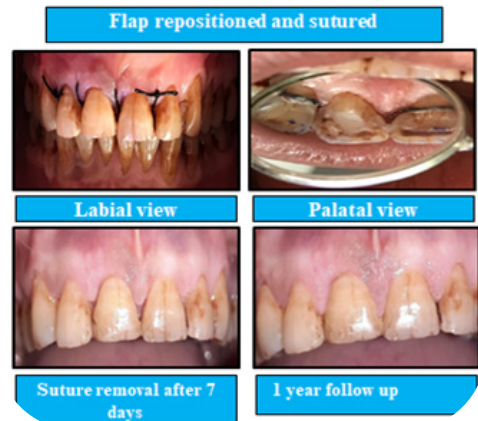 Flap repositioned and sutured
Labial view
Palatal view
Suture removal after 7
days
1 year follow up